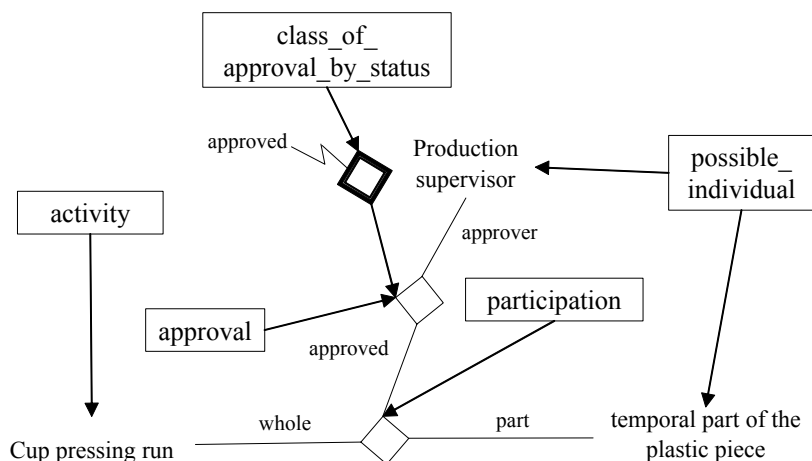 class_of_
approval_by_status
approved
Production
supervisor
possible_
individual
activity
approver
participation
approval
approved
whole
part
temporal part of the
plastic piece
Cup pressing run